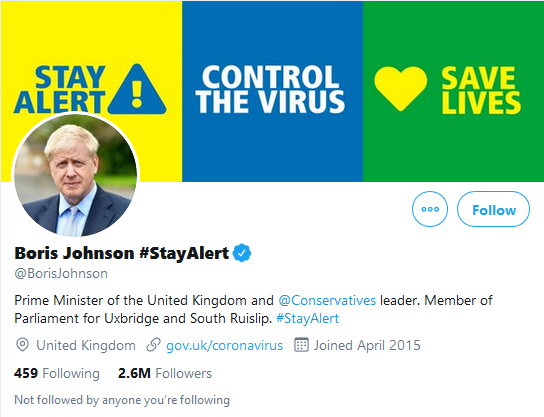 STAY
ALERT
CONTROL
THE VIRUS
SAVE
LIVES
Follow
Boris Johnson #StayAlert
@BorisJohnson
Prime Minister of the United Kingdom and @Conservatives leader. Member of
Parliament for Uxbridge and South Ruislip. #StayAlert
United Kingdom gov.uk/coronavirus Joined April 2015
459 Following 2.6M Followers
Not followed by anyone you're following